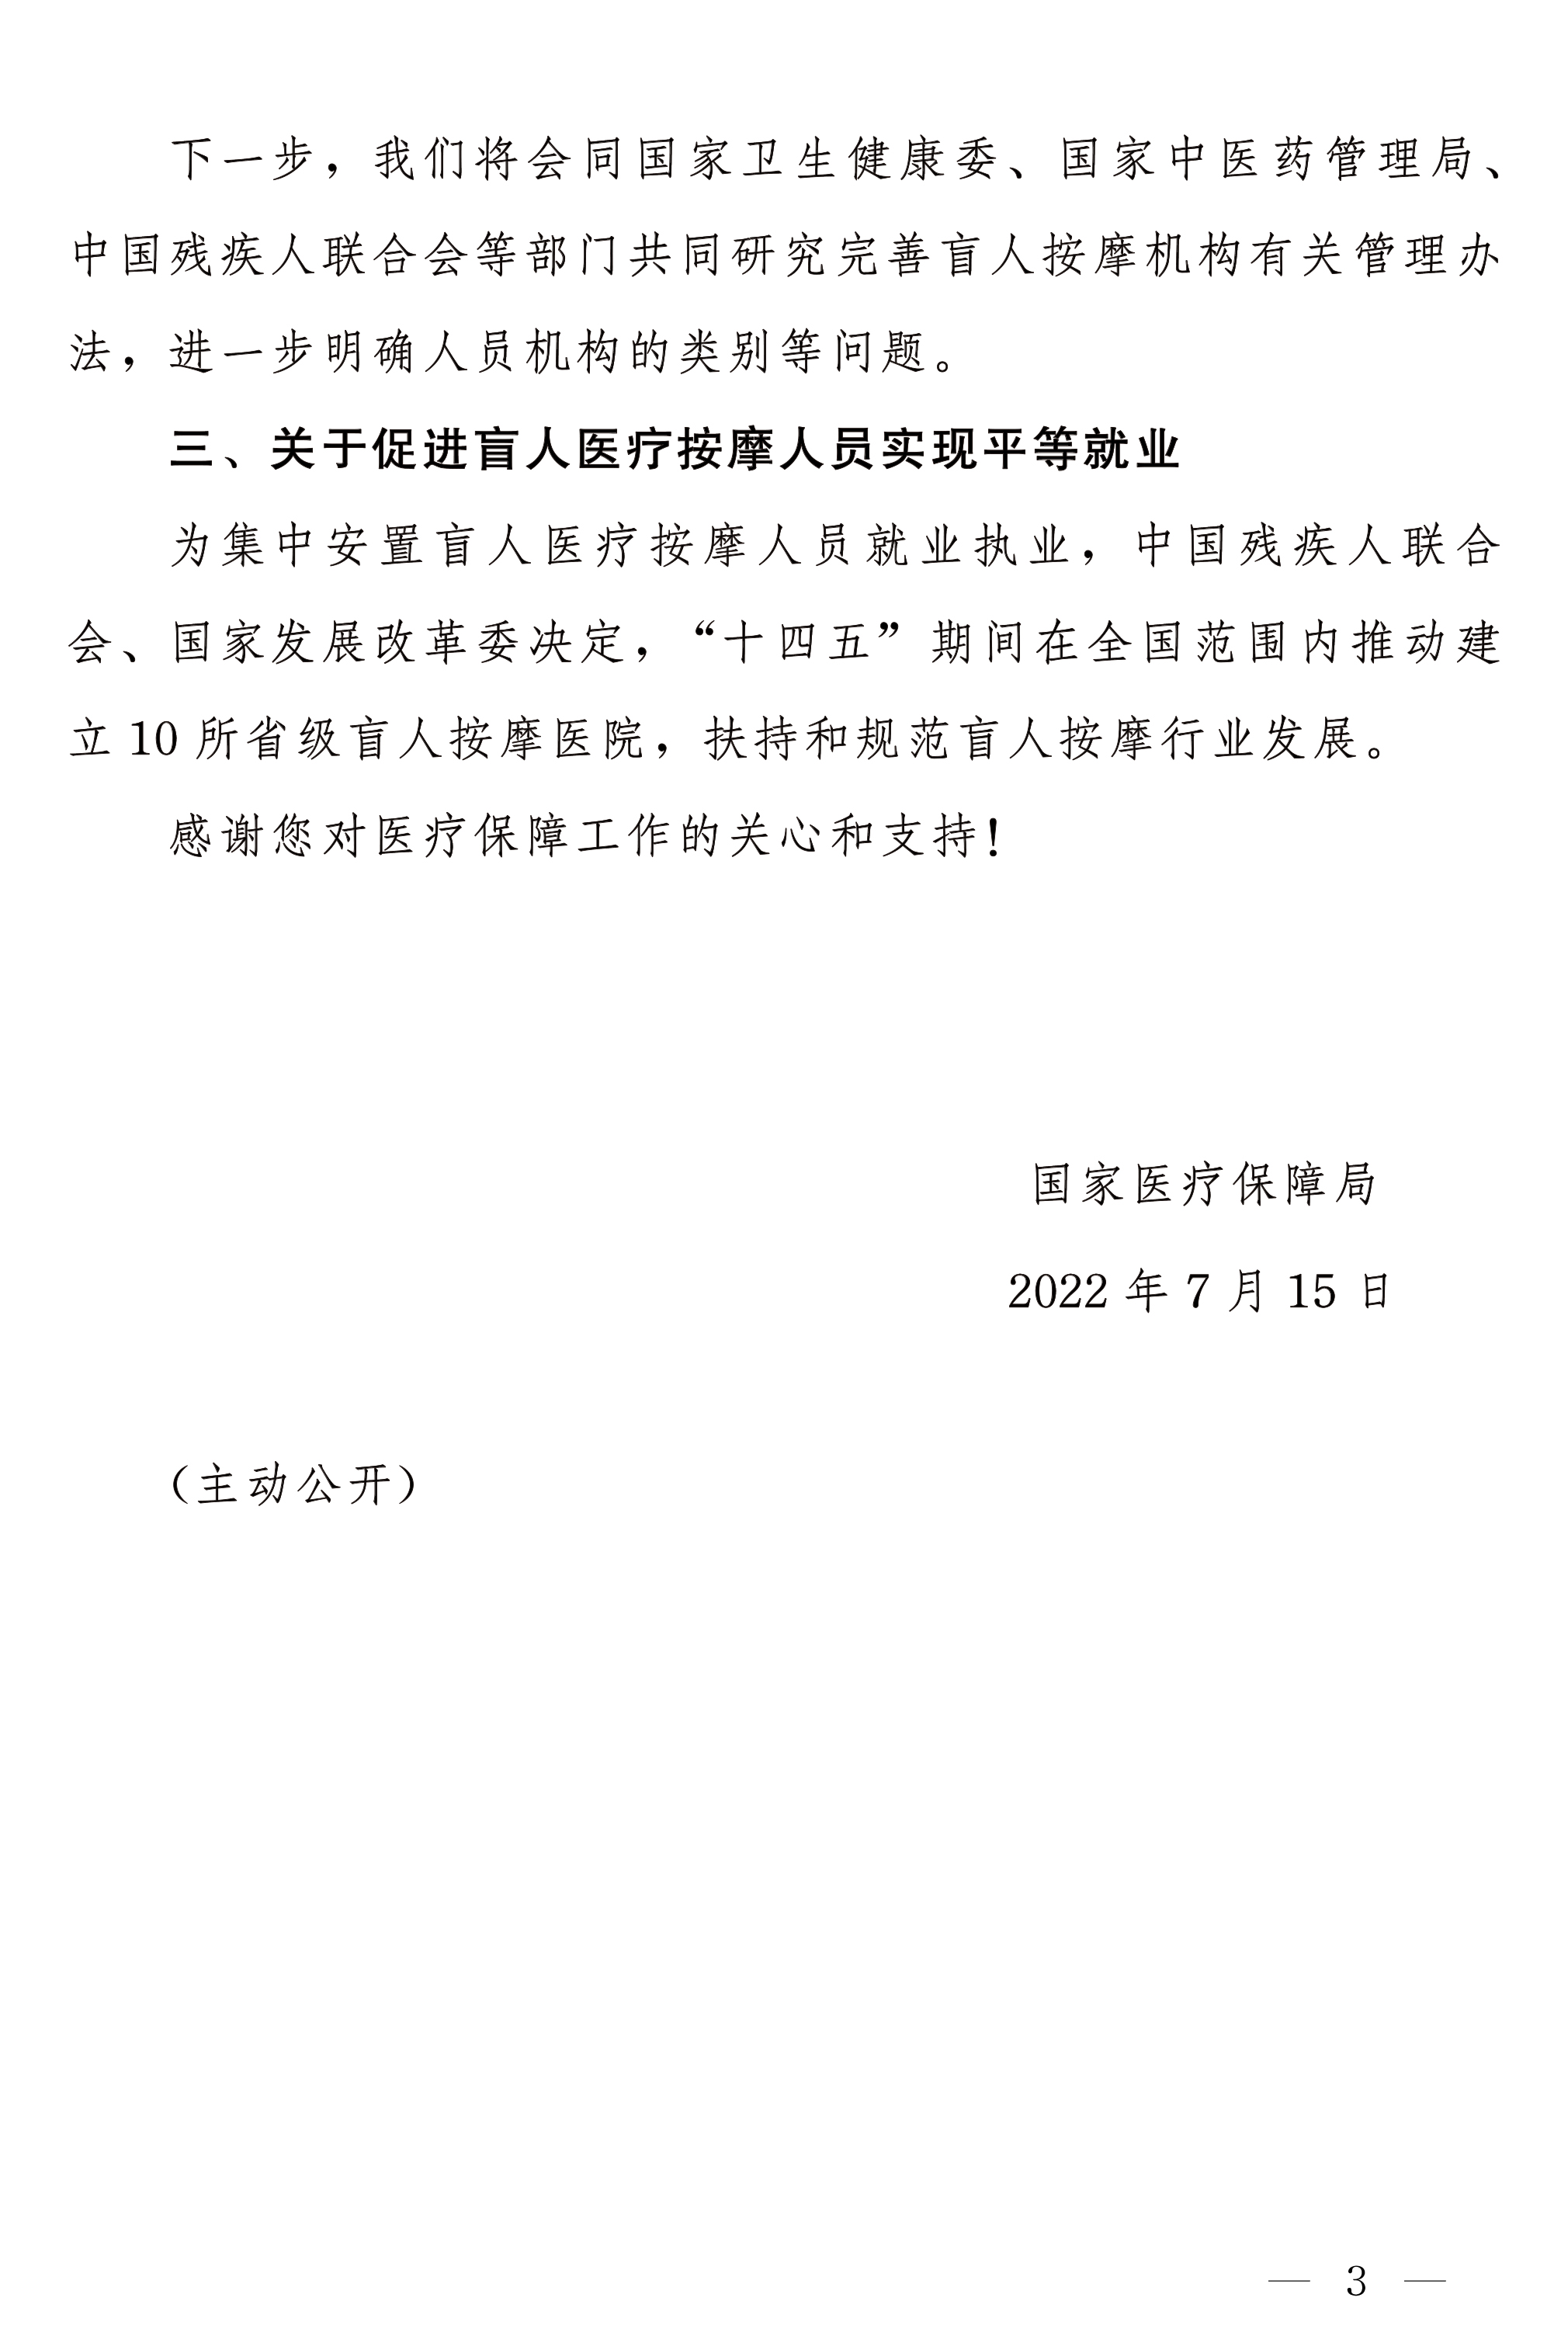 下一步，我们将会同国家卫生健康委、国家中医药管理局、
中国残疾人联合会等部门共同研究完善盲人按摩机构有关管理办
法，进一步明确人员机构的类别等问题。
三、关于促进盲人医疗按摩人员实现平等就业
为集中安置盲人医疗按摩人员就业执业，中国残疾人联合
会、国家发展改革委决定，“十四五”期间在全国范围内推动建
立 10 所省级盲人按摩医院，扶持和规范盲人按摩行业发展。
感谢您对医疗保障工作的关心和支持！
国家医疗保障局
2022 年 7 月 15 日
（主动公开）
— 3 —